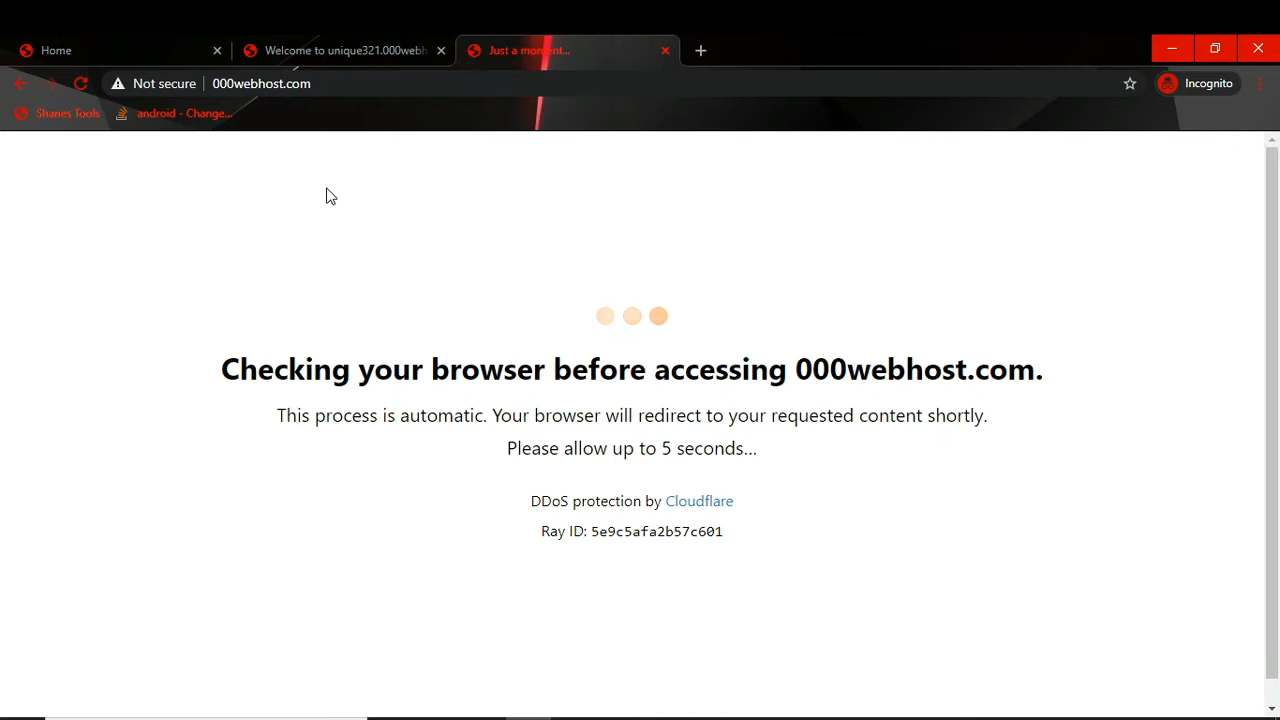 Home
Welcome to unique321.000webh
Just a moment...
Not secure
000webhost.com
Incognito
Shanes Tools
android - Change...
Checking your browser before accessing 000webhost.com.
This process is automatic. Your browser will redirect to your requested content shortly.
Please allow up to 5 seconds...
DDoS protection by Cloudflare
Ray ID: 5e9c5afa2b57c601